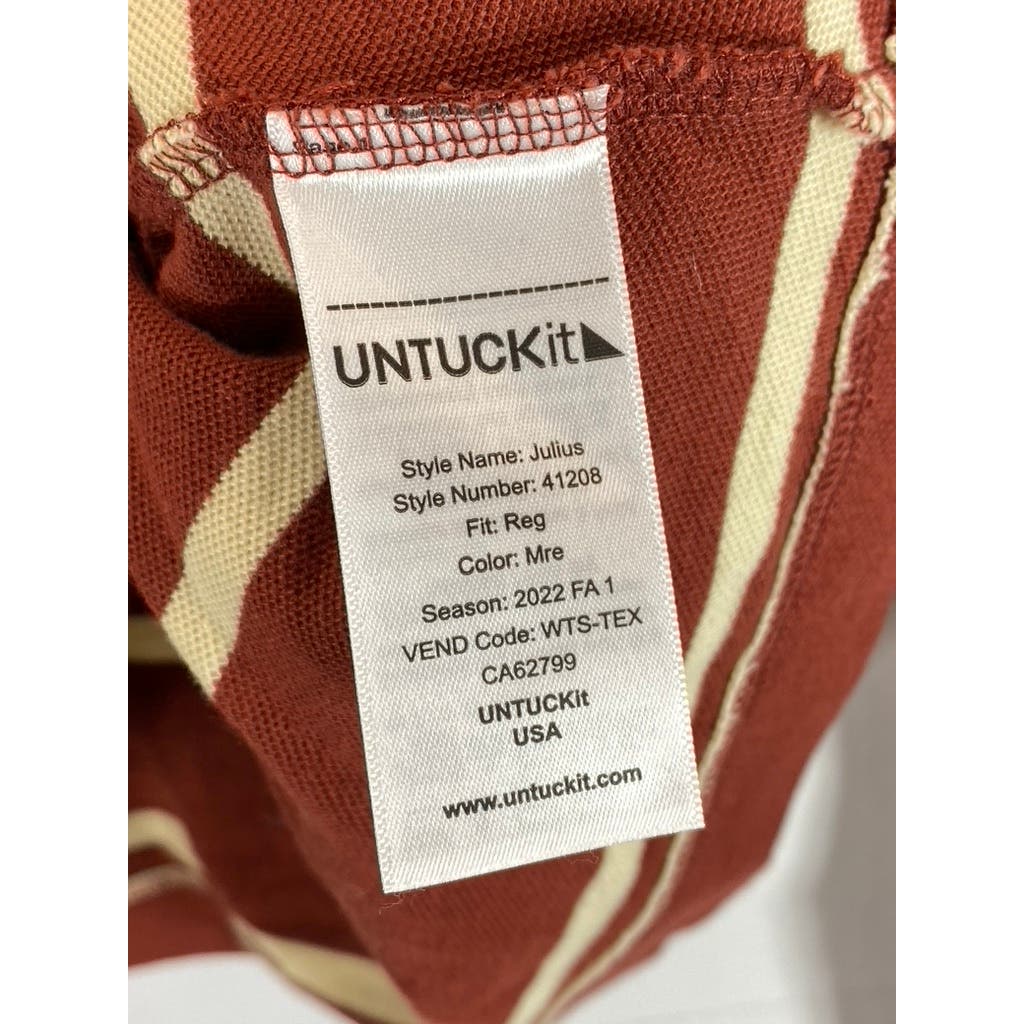 UNTUCKit
Style Name: Julius
Style Number: 41208
Fit: Reg
Color: Mre
Season: 2022 FA 1
VEND Code: WTS-TEX
CA62799
UNTUCKit
USA
www.untuckit.com